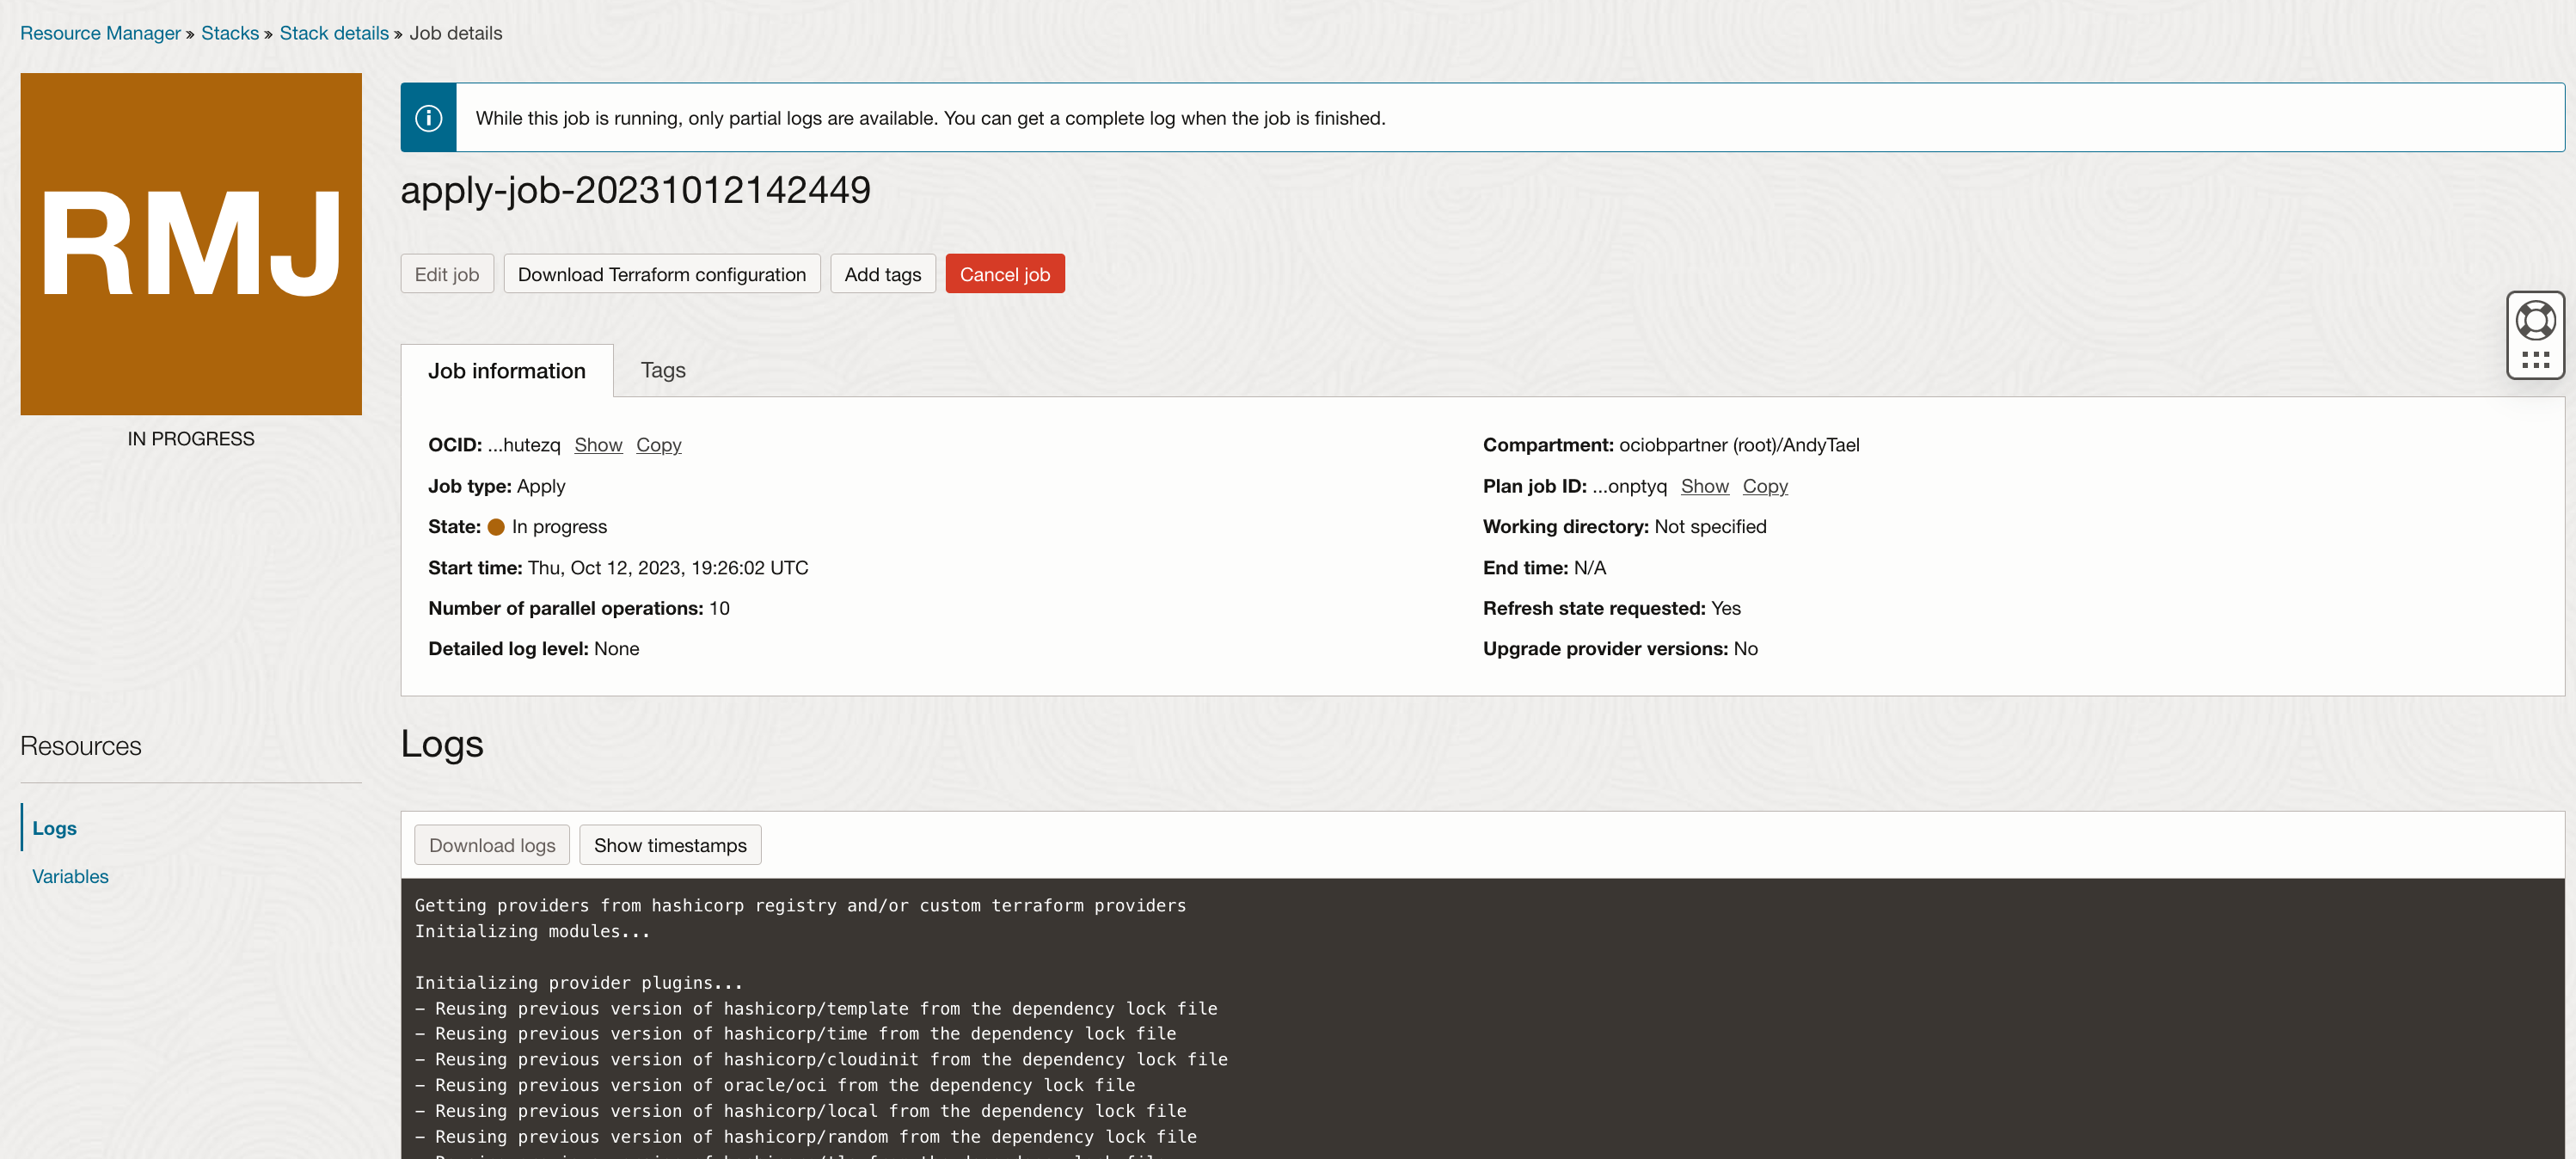 Resource Manager » Stacks » Stack details » Job details
RMJ
IN PROGRESS
While this job is running, only partial logs are available. You can get a complete log when the job is finished.
apply-job-20231012142449
Edit job Download Terraform configuration Add tags Cancel job
Job information Tags
OCID: ...hutezq Show Copy
Job type: Apply
State: In progress
Start time: Thu, Oct 12, 2023, 19:26:02 UTC
Number of parallel operations: 10
Detailed log level: None
Compartment: ociobpartner (root)/AndyTael
Plan job ID: ...onptyq Show Copy
Working directory: Not specified
End time: N/A
Refresh state requested: Yes
Upgrade provider versions: No
Resources
Logs
Variables
Logs
Download logs Show timestamps
Getting providers from hashicorp registry and/or custom terraform providers
Initializing modules...
Initializing provider plugins...
- Reusing previous version of hashicorp/template from the dependency lock file
- Reusing previous version of hashicorp/time from the dependency lock file
- Reusing previous version of hashicorp/cloudinit from the dependency lock file
- Reusing previous version of oracle/oci from the dependency lock file
- Reusing previous version of hashicorp/local from the dependency lock file
- Reusing previous version of hashicorp/random from the dependency lock file